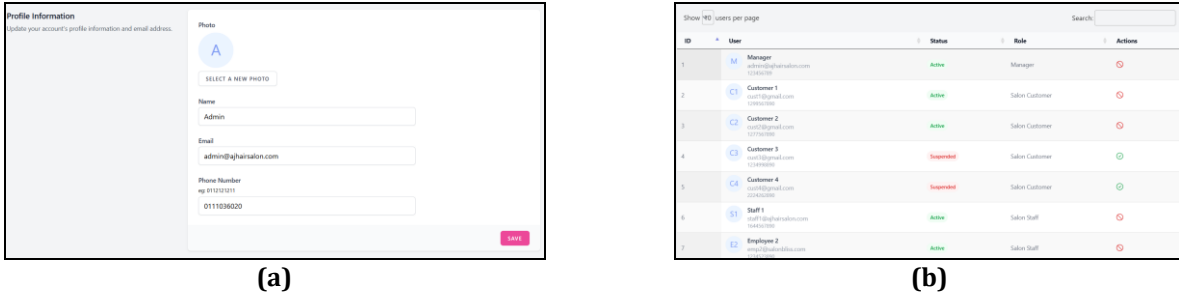 Profile Information
Update your account's profile information and email address.
Photo
A
SELECT A NEW PHOTO
Name
Admin
Email
admin@ajhairsalon.com
Phone Number
eg: 0112121211
0111036020
SAVE
(a)
Show 10 users per page Search:
ID User Status Role Actions
1 M Manager Active Manager
admin@ajhairsalon.com
123456789
2 C1 Customer 1 Active Salon Customer
cust1@gmail.com
3 C2 Customer 2 Active Salon Customer
cust2@gmail.com
4 C3 Customer 3 Suspended Salon Customer
cust3@gmail.com
5 C4 Customer 4 Suspended Salon Customer
cust4@gmail.com
6 S1 Staff 1 Active Salon Staff
staff1@ajhairsalon.com
7 E2 Employee 2 Active Salon Staff
(b)